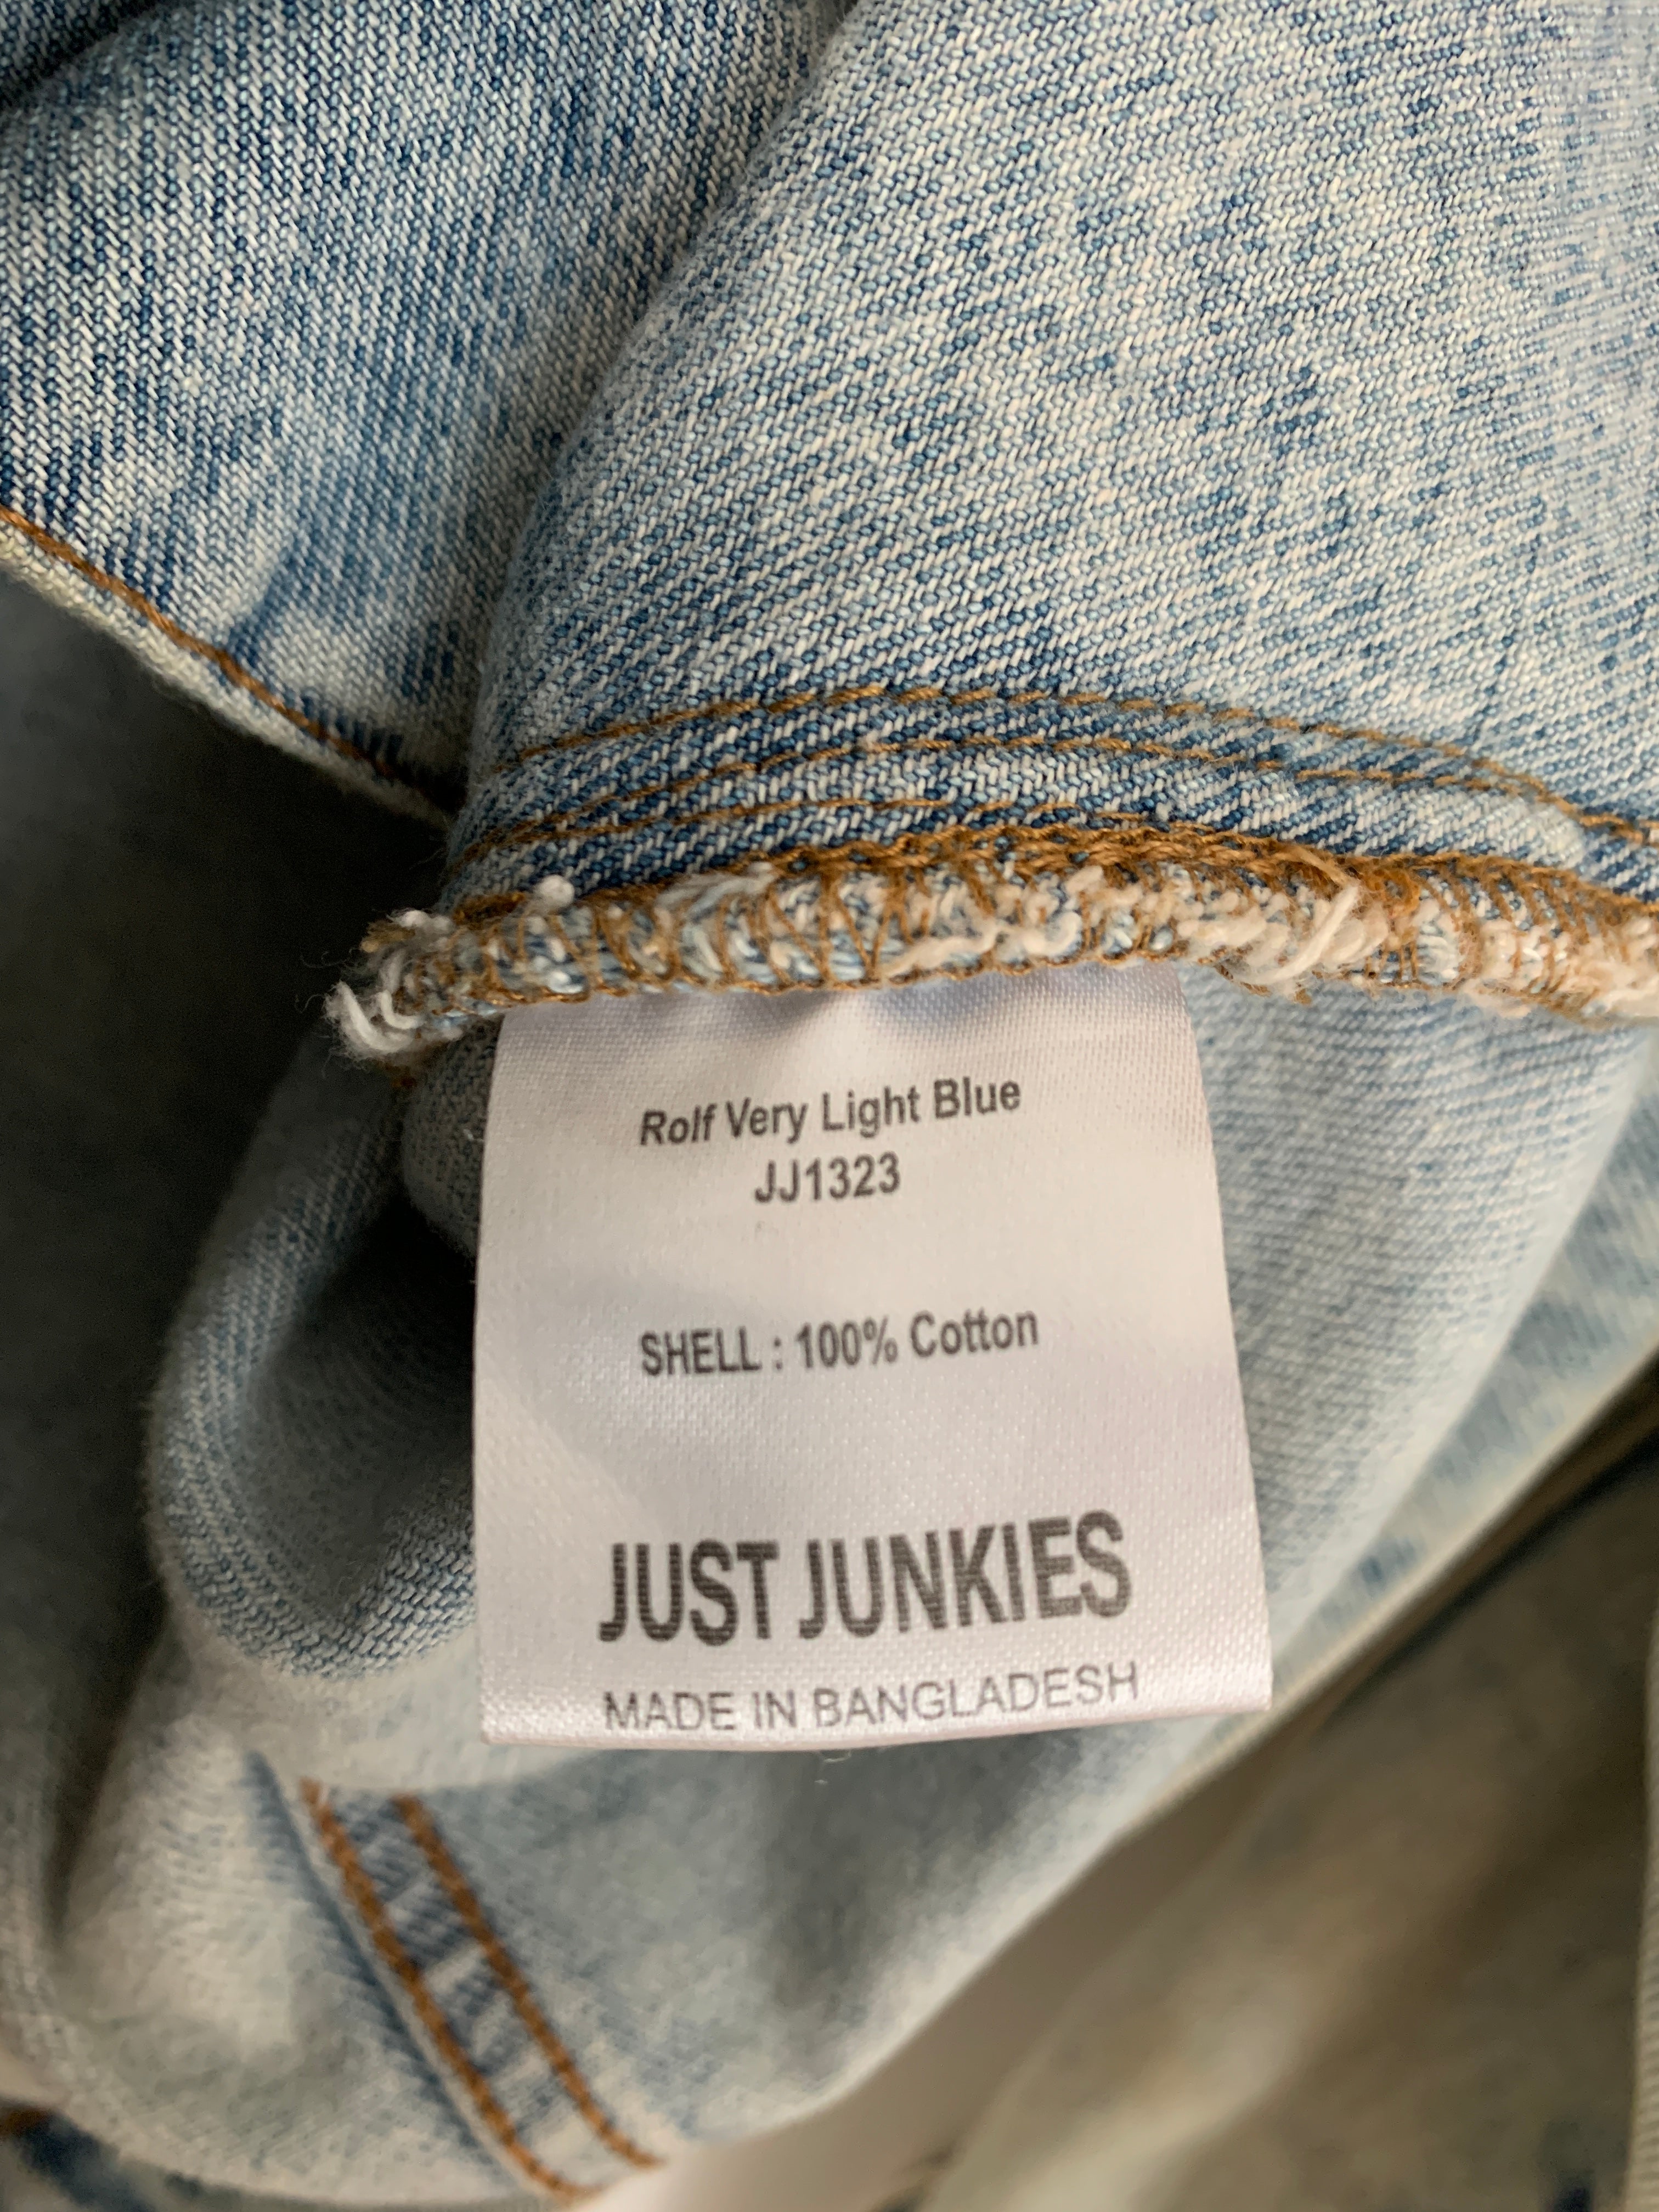 Rolf Very Light Blue
JJ1323
SHELL : 100% Cotton
JUST JUNKIES
MADE IN BANGLADESH